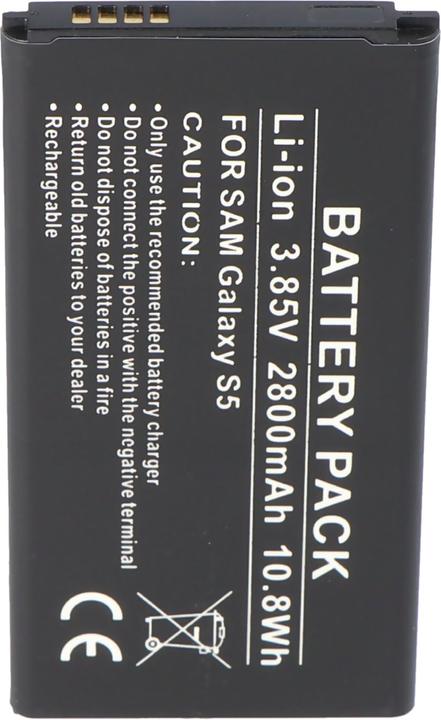 BATTERY PACK
Li-ion 3.85V 2800mAh 10.8Wh
FOR SAM Galaxy S5
CAUTION:
• Only use the recommended battery charger
• Do not connect the positive with the negative terminal
• Do not dispose of batteries in a fire
• Return old batteries to your dealer
• Rechargeable
CE